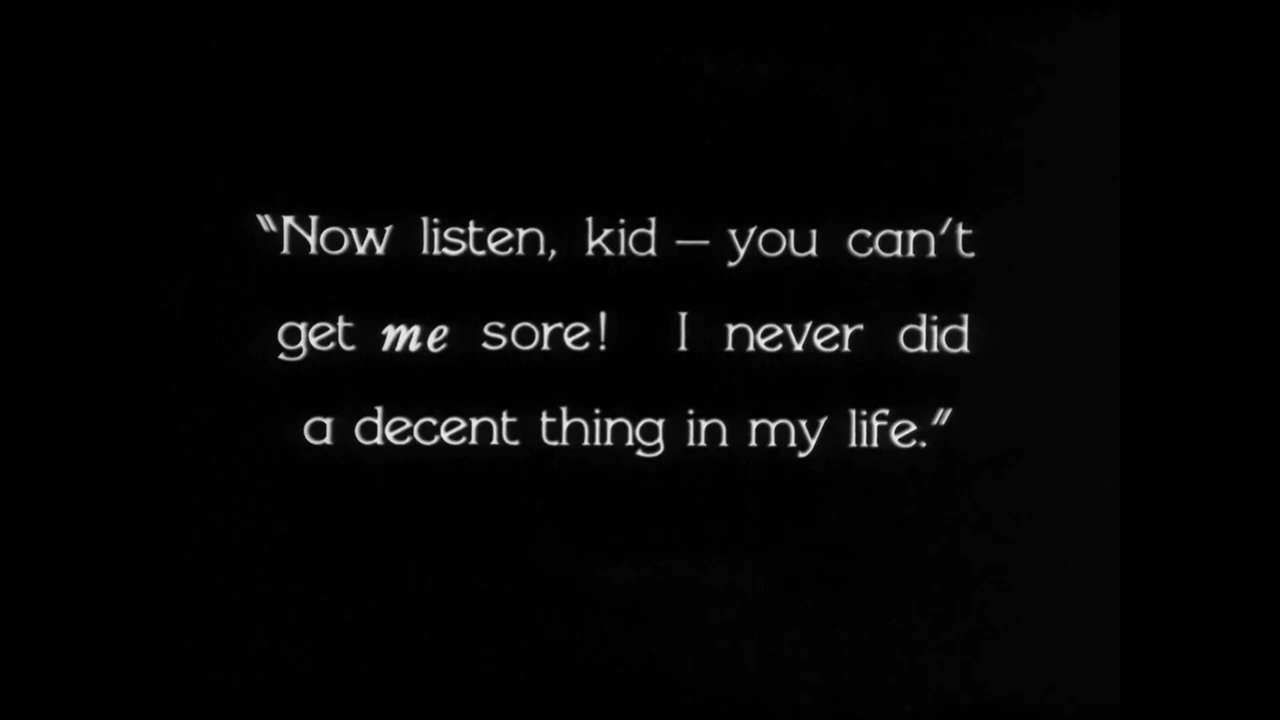 “Now listen, kid — you can't
get me sore! I never did
a decent thing in my life.”